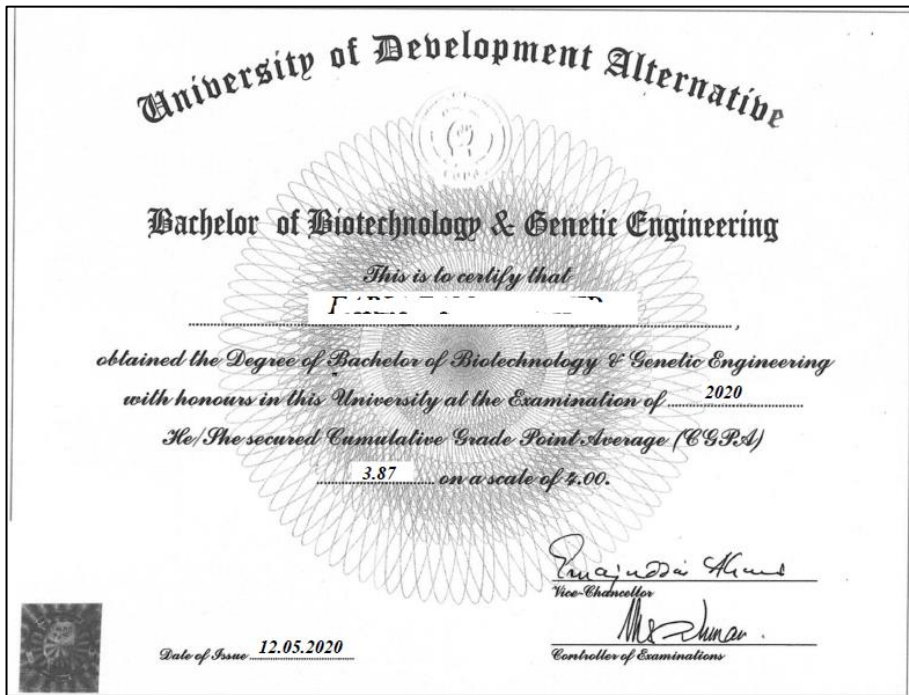 University of Development Alternative
Bachelor of Biotechnology & Genetic Engineering
This is to certify that
obtained the Degree of Bachelor of Biotechnology & Genetic Engineering
with honours in this University at the Examination of 2020
He/She secured Cumulative Grade Point Average (CGPA)
3.87 on a scale of 4.00.
Vice-Chancellor
Date of Issue 12.05.2020
Controller of Examinations